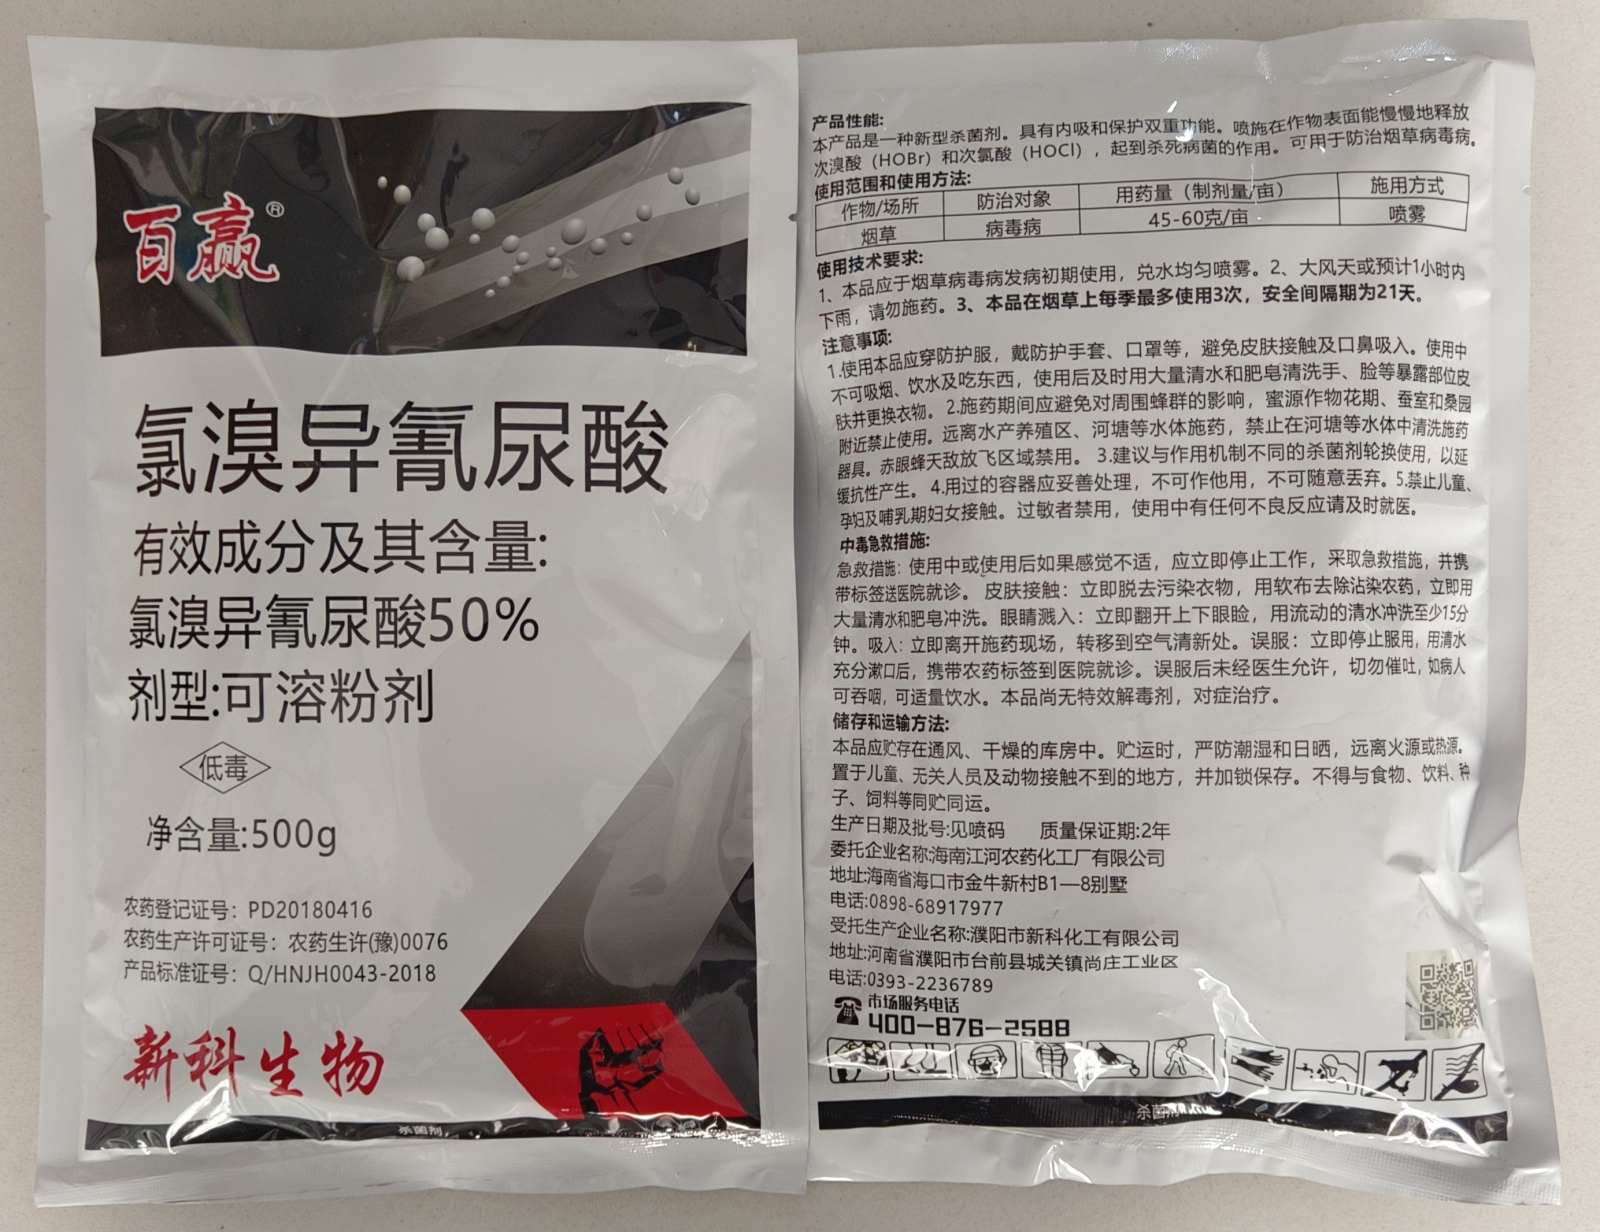 百赢®
氯溴异氰尿酸
有效成分及其含量:
氯溴异氰尿酸50%
剂型:可溶粉剂
低毒
净含量:500g
农药登记证号：PD20180416
农药生产许可证号：农药生许(豫)0076
产品标准证号：Q/HNJH0043-2018
新科生物
杀菌剂
产品性能:
本产品是一种新型杀菌剂。具有内吸和保护双重功能。喷施在作物表面能慢慢地释放
次溴酸（HOBr）和次氯酸（HOCl），起到杀死病菌的作用。可用于防治烟草病毒病。
使用范围和使用方法:
作物/场所 防治对象 用药量（制剂量/亩） 施用方式
烟草 病毒病 45-60克/亩 喷雾
使用技术要求:
1、本品应于烟草病毒病发病初期使用，兑水均匀喷雾。2、大风天或预计1小时内
下雨，请勿施药。3、本品在烟草上每季最多使用3次，安全间隔期为21天。
注意事项:
1.使用本品应穿防护服，戴防护手套、口罩等，避免皮肤接触及口鼻吸入。使用中
不可吸烟、饮水及吃东西，使用后及时用大量清水和肥皂清洗手、脸等暴露部位皮
肤并更换衣物。2.施药期间应避免对周围蜂群的影响，蜜源作物花期、蚕室和桑园
附近禁止使用。远离水产养殖区、河塘等水体施药，禁止在河塘等水体中清洗施药
器具。赤眼蜂天敌放飞区域禁用。 3.建议与作用机制不同的杀菌剂轮换使用，以延
缓抗性产生。 4.用过的容器应妥善处理，不可作他用，不可随意丢弃。5.禁止儿童、
孕妇及哺乳期妇女接触。过敏者禁用，使用中有任何不良反应请及时就医。
中毒急救措施:
急救措施：使用中或使用后如果感觉不适，应立即停止工作，采取急救措施，并携
带标签送医院就诊。 皮肤接触：立即脱去污染衣物，用软布去除沾染农药，立即用
大量清水和肥皂冲洗。眼睛溅入：立即翻开上下眼睑，用流动的清水冲洗至少15分
钟。吸入：立即离开施药现场，转移到空气清新处。误服：立即停止服用，用清水
充分漱口后，携带农药标签到医院就诊。误服后未经医生允许，切勿催吐，如病人
可吞咽，可适量饮水。本品尚无特效解毒剂，对症治疗。
储存和运输方法:
本品应贮存在通风、干燥的库房中。贮运时，严防潮湿和日晒，远离火源或热源。
置于儿童、无关人员及动物接触不到的地方，并加锁保存。不得与食物、饮料、种
子、饲料等同贮同运。
生产日期及批号:见喷码 质量保证期:2年
委托企业名称:海南江河农药化工厂有限公司
地址:海南省海口市金牛新村B1—8别墅
电话:0898-68917977
受托生产企业名称:濮阳市新科化工有限公司
地址:河南省濮阳市台前县城关镇尚庄工业区
电话:0393-2236789
市场服务电话
400-876-2588
杀菌剂